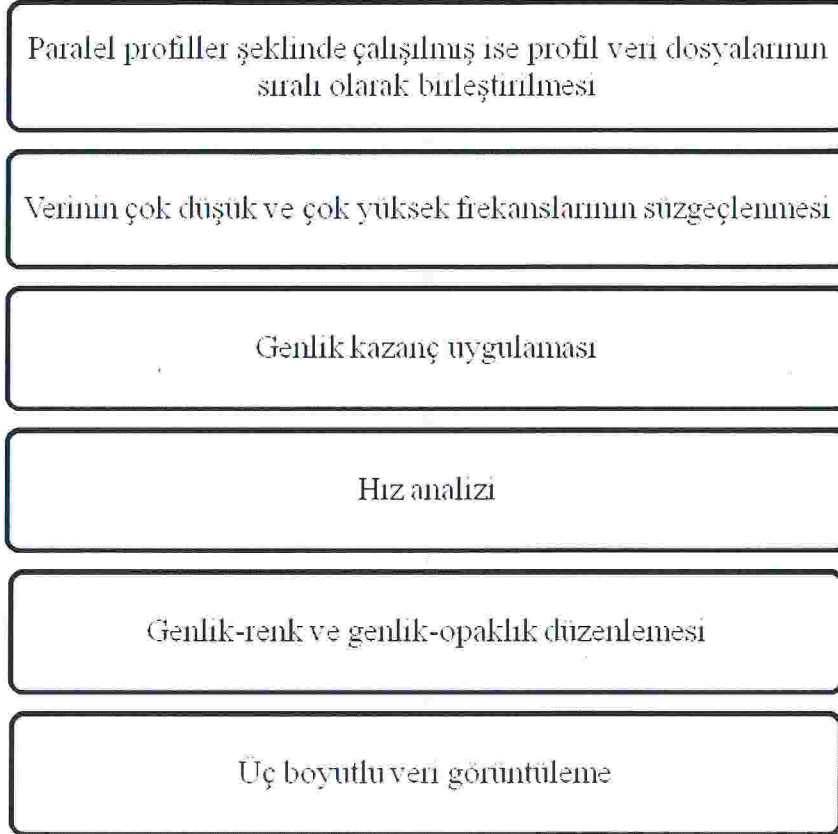 Paralel profiller şeklinde çalışılmış ise profil veri dosyalarının
sıralı olarak birleştirilmesi
Verinin çok düşük ve çok yüksek frekanslarının süzgeçlenmesi
Genlik kazanç uygulaması
Hız analizi
Genlik-renk ve genlik-opaklık düzenlemesi
Üç boyutlu veri görüntüleme